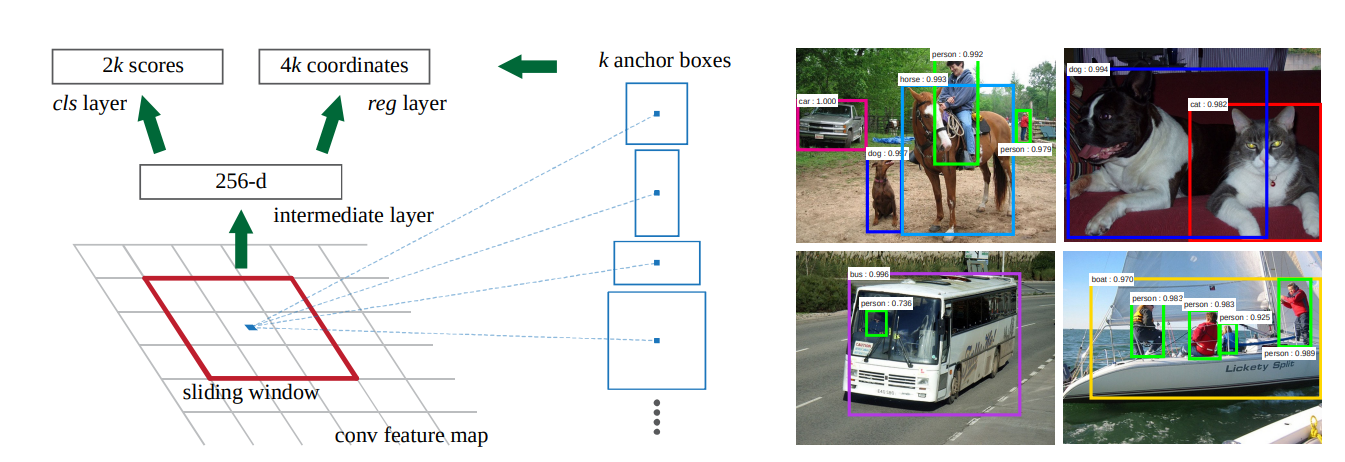 2k scores
4k coordinates
k anchor boxes
cls layer
reg layer
256-d
intermediate layer
sliding window
conv feature map
person : 0.992
horse : 0.993
car : 1.000
dog : 0.997
person : 0.979
dog : 0.994
cat : 0.982
bus : 0.996
person : 0.736
boat : 0.970
person : 0.983
person : 0.983
person : 0.925
person : 0.989
Lickety Split